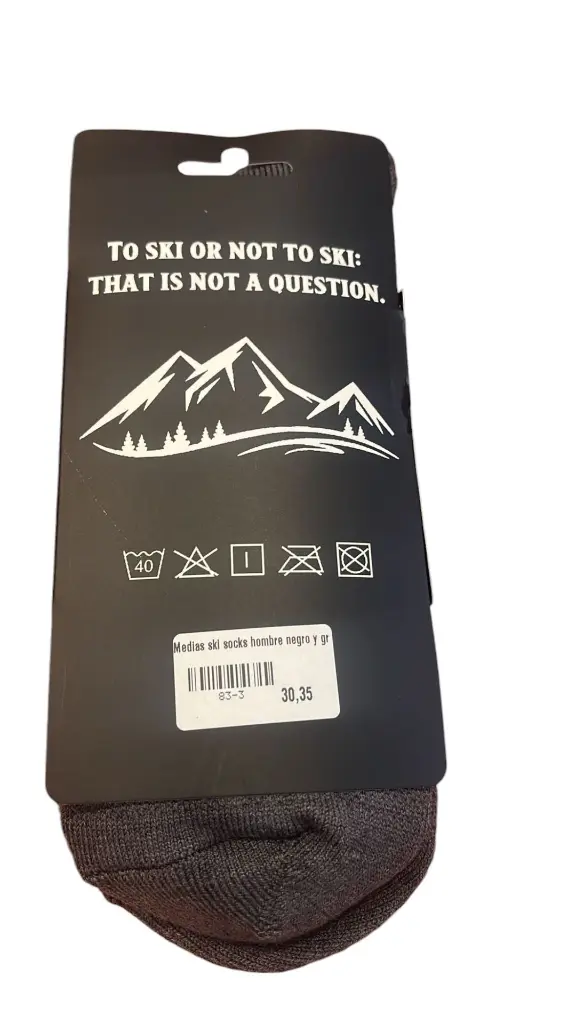 TO SKI OR NOT TO SKI:
THAT IS NOT A QUESTION.
40
Medias ski socks hombre negro y gr
83-3 30,35